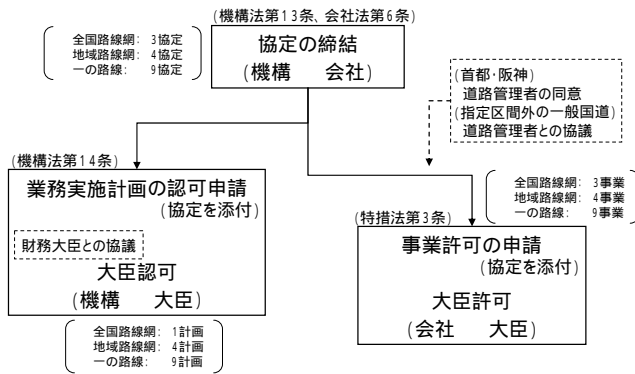 (機構法第13条、会社法第6条)
全国路線網: 3協定
地域路線網: 4協定
一の路線: 9協定
協定の締結
(機構 会社)
(首都・阪神)
道路管理者の同意
(指定区間外の一般国道)
道路管理者との協議
(機構法第14条)
業務実施計画の認可申請
(協定を添付)
財務大臣との協議
大臣認可
(機構 大臣)
全国路線網: 1計画
地域路線網: 4計画
一の路線: 9計画
全国路線網: 3事業
地域路線網: 4事業
一の路線: 9事業
(特措法第3条)
事業許可の申請
(協定を添付)
大臣許可
(会社 大臣)